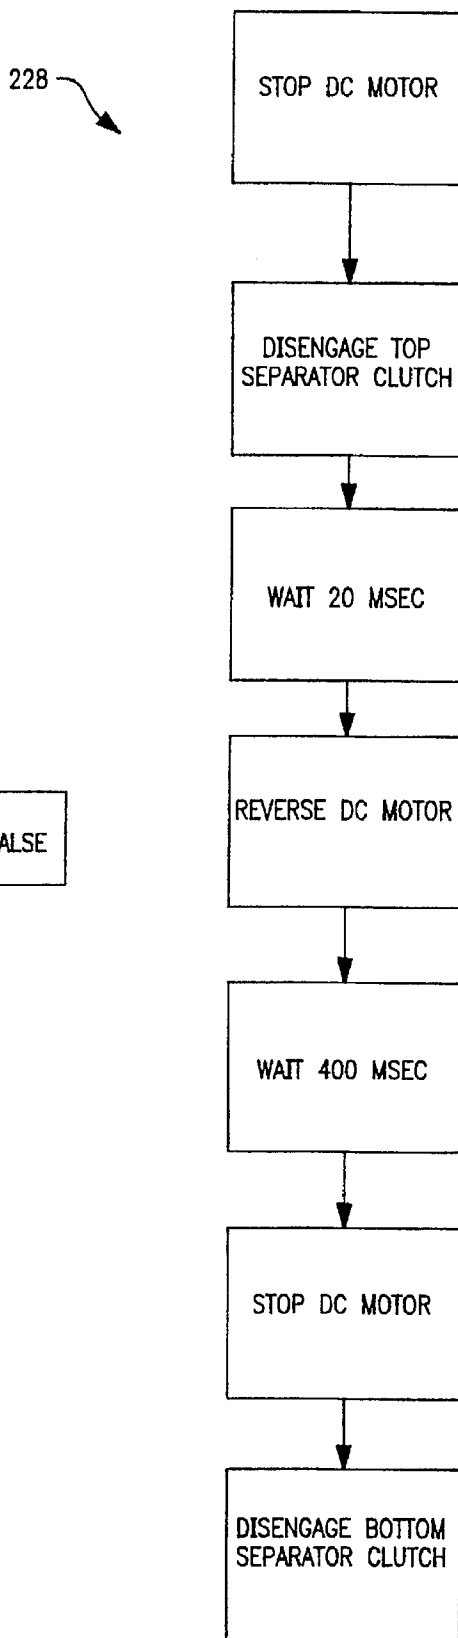 228
STOP DC MOTOR
DISENGAGE TOP
SEPARATOR CLUTCH
WAIT 20 MSEC
REVERSE DC MOTOR
ALSE
WAIT 400 MSEC
STOP DC MOTOR
DISENGAGE BOTTOM
SEPARATOR CLUTCH